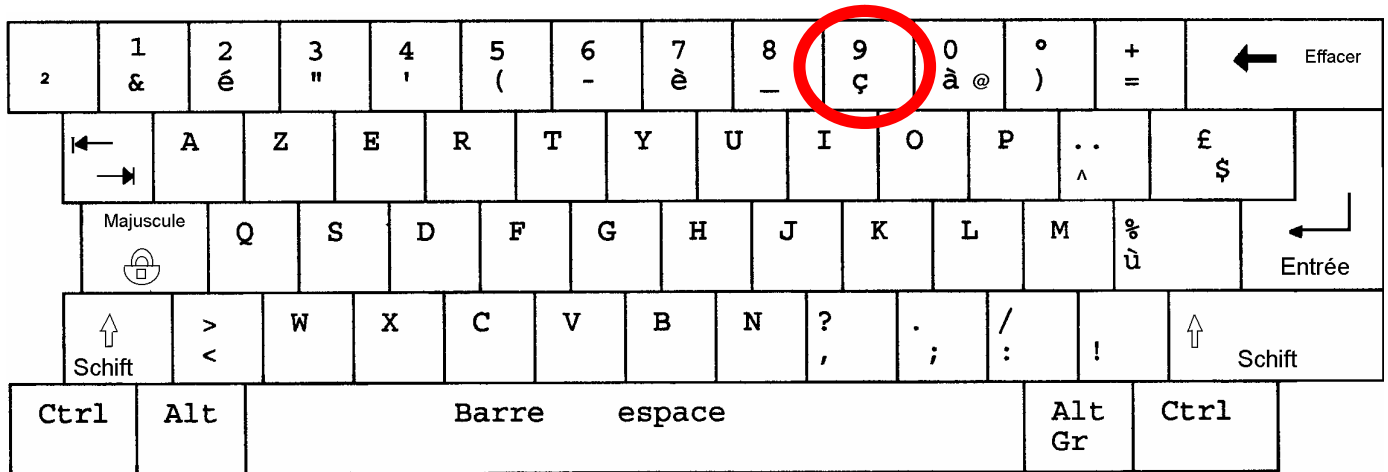 1 2 3 4 5 6 7 8 9 0 ° +
² & é " ' ( - è _ ç à @ ) = Effacer
A Z E R T Y U I O P .. £
^ $
Majuscule Q S D F G H J K L M %
ù Entrée
> W X C V B N ? . /
Schift < , ; : ! Schift
Ctrl Alt Barre espace Alt Ctrl
Gr